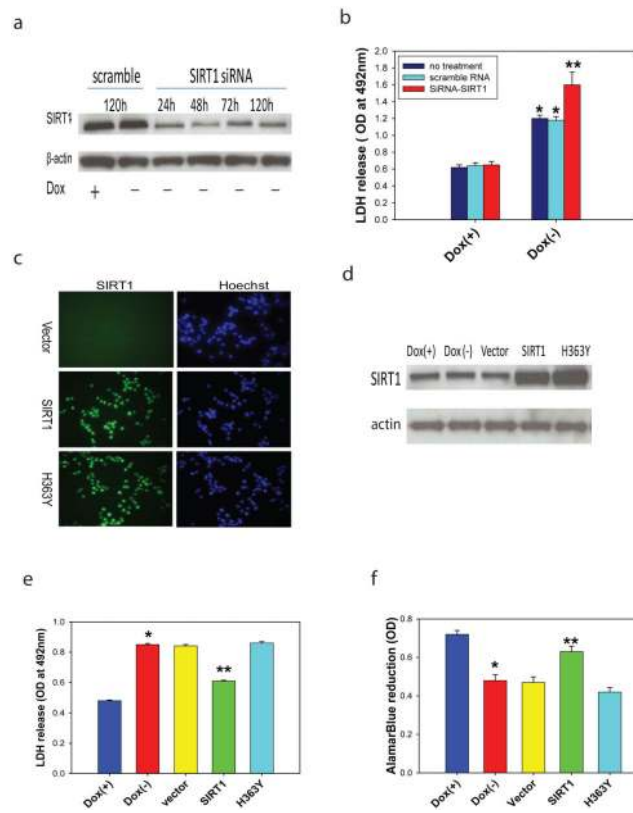 a
scramble SIRT1 siRNA
120h 24h 48h 72h 120h
SIRT1
β-actin
Dox + − − − − −
b
LDH release ( OD at 492nm)
2.0
1.8
1.6
1.4
1.2
1.0
0.8
0.6
0.4
0.2
0.0
no treatment
scramble RNA
SiRNA-SIRT1
* * **
Dox(+) Dox(-)
c
SIRT1 Hoechst
Vector
SIRT1
H363Y
d
Dox(+) Dox(-) Vector SIRT1 H363Y
SIRT1
actin
e
LDH release (OD at 492nm)
1.0
0.8
0.6
0.4
0.2
0.0
* **
Dox(+) Dox(-) vector SIRT1 H363Y
f
AlamarBlue reduction (OD)
0.8
0.6
0.4
0.2
0.0
* **
Dox(+) Dox(-) Vector SIRT1 H363Y